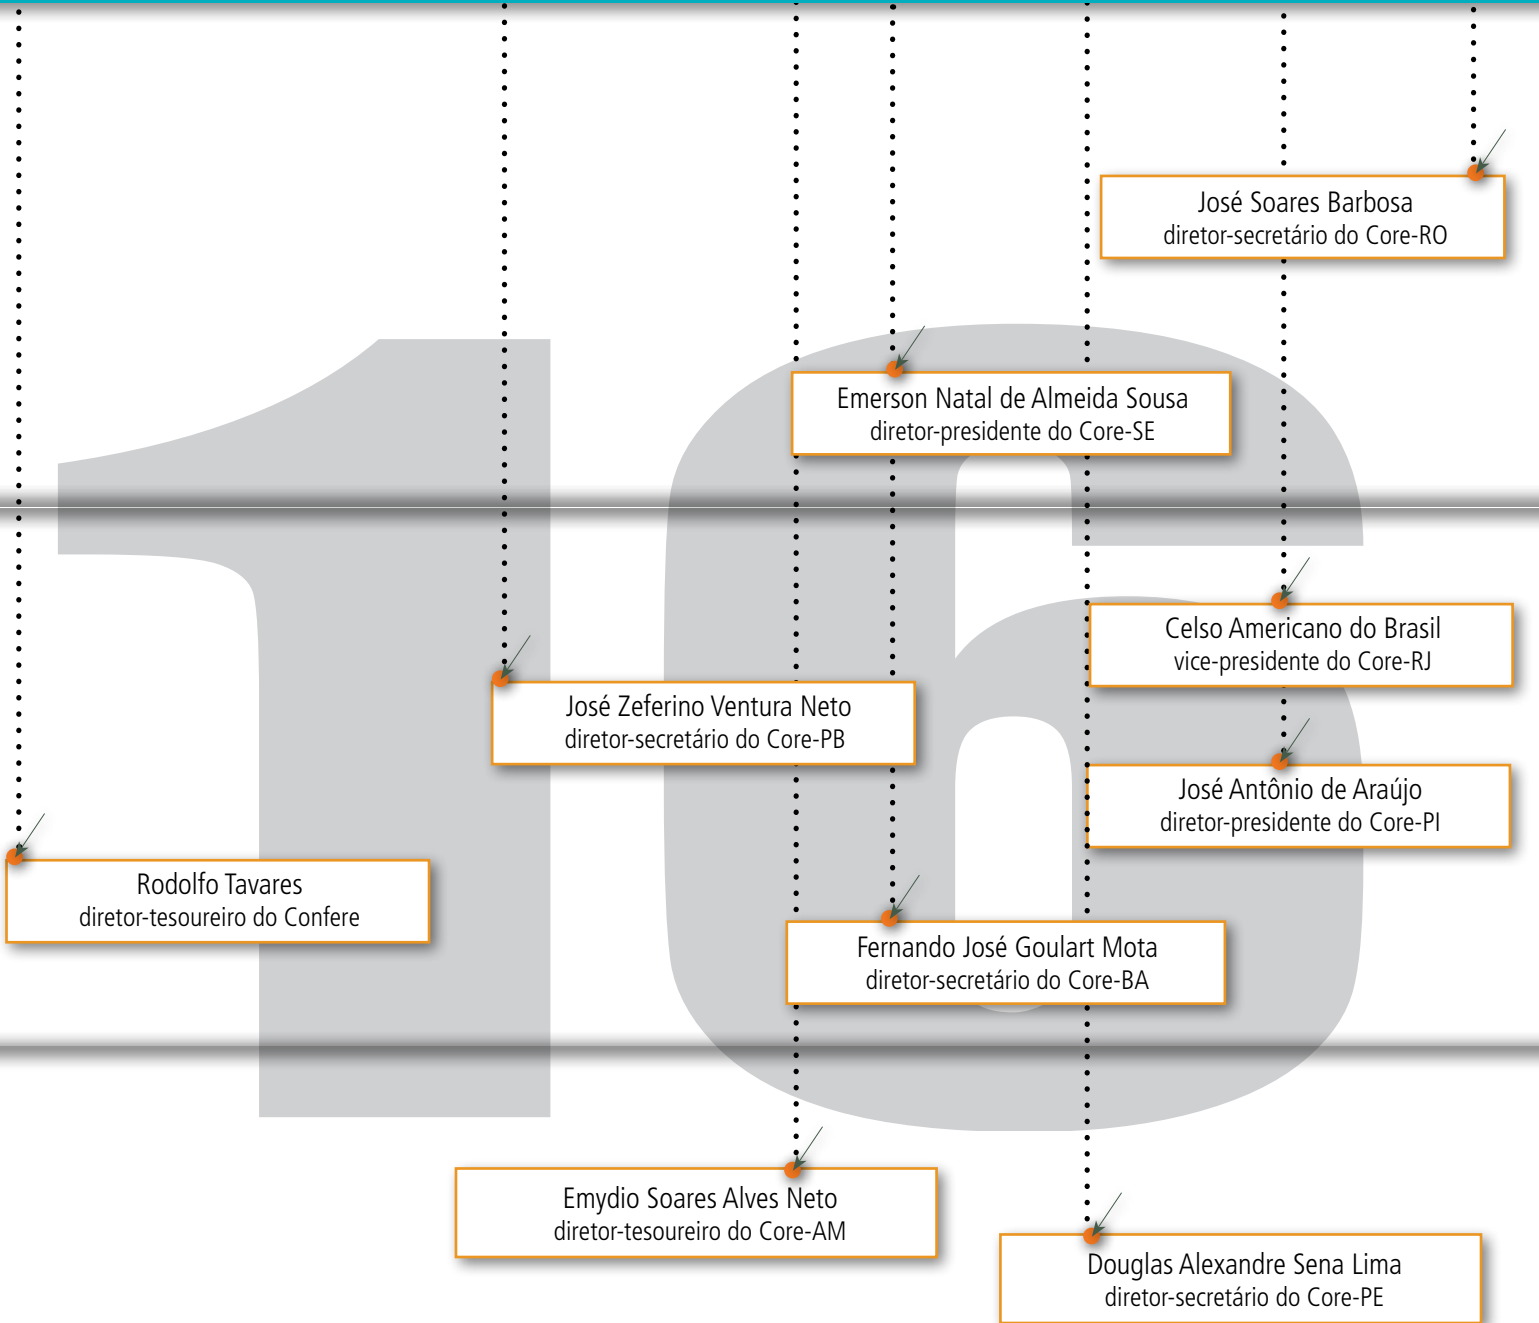 José Soares Barbosa
diretor-secretário do Core-RO
Emerson Natal de Almeida Sousa
diretor-presidente do Core-SE
16
Celso Americano do Brasil
vice-presidente do Core-RJ
José Zeferino Ventura Neto
diretor-secretário do Core-PB
José Antônio de Araújo
diretor-presidente do Core-PI
Rodolfo Tavares
diretor-tesoureiro do Confere
Fernando José Goulart Mota
diretor-secretário do Core-BA
Emydio Soares Alves Neto
diretor-tesoureiro do Core-AM
Douglas Alexandre Sena Lima
diretor-secretário do Core-PE